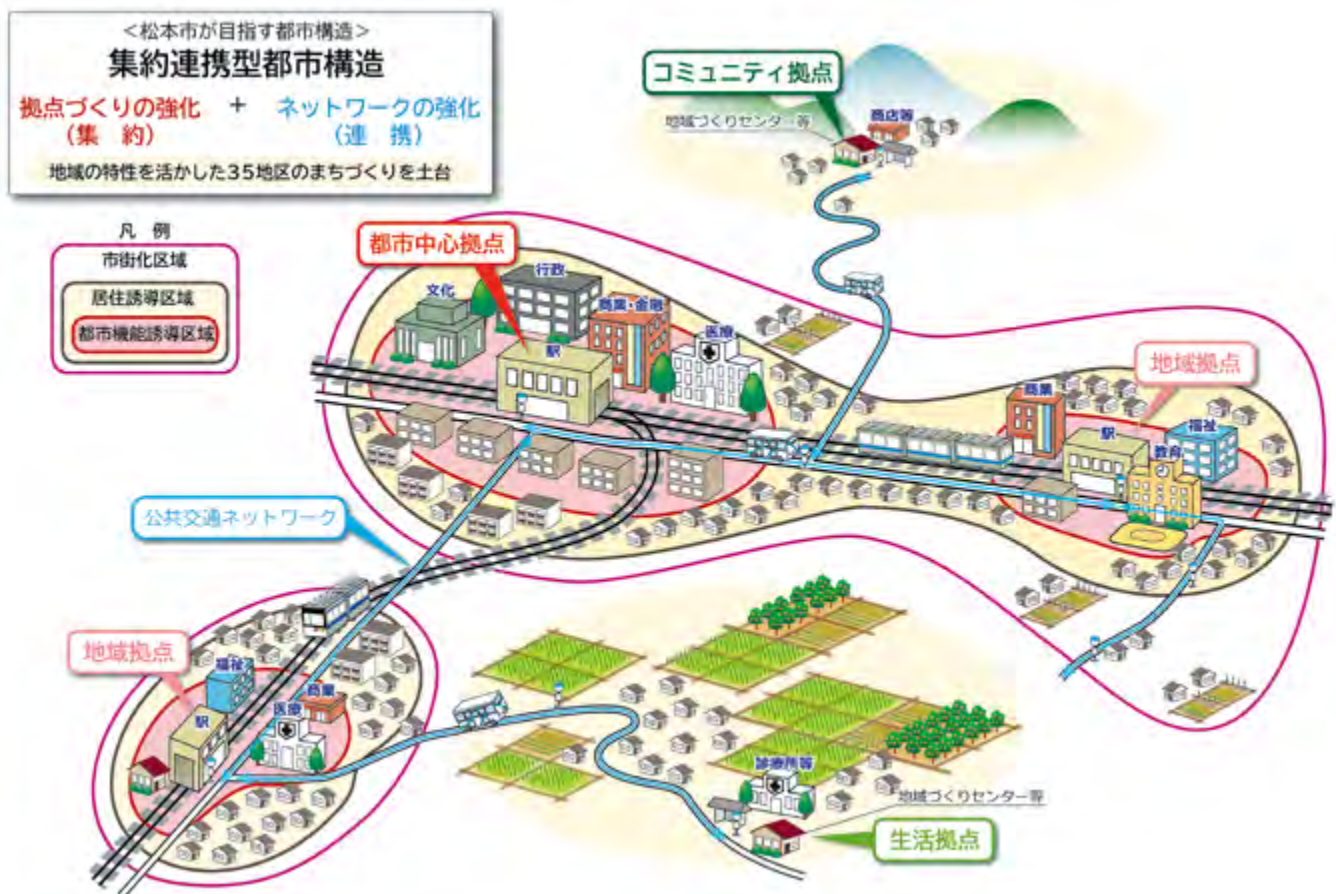 <松本市が目指す都市構造>
集約連携型都市構造
拠点づくりの強化 + ネットワークの強化
(集 約) (連 携)
地域の特性を活かした35地区のまちづくりを土台
凡 例
市街化区域
居住誘導区域
都市機能誘導区域
コミュニティ拠点
地域づくりセンター等
商店等
都市中心拠点
文化
行政
商業・金融
医療
駅
地域拠点
商業
駅
福祉
教育
公共交通ネットワーク
地域拠点
福祉
商業
駅
医療
診療所等
地域づくりセンター等
生活拠点